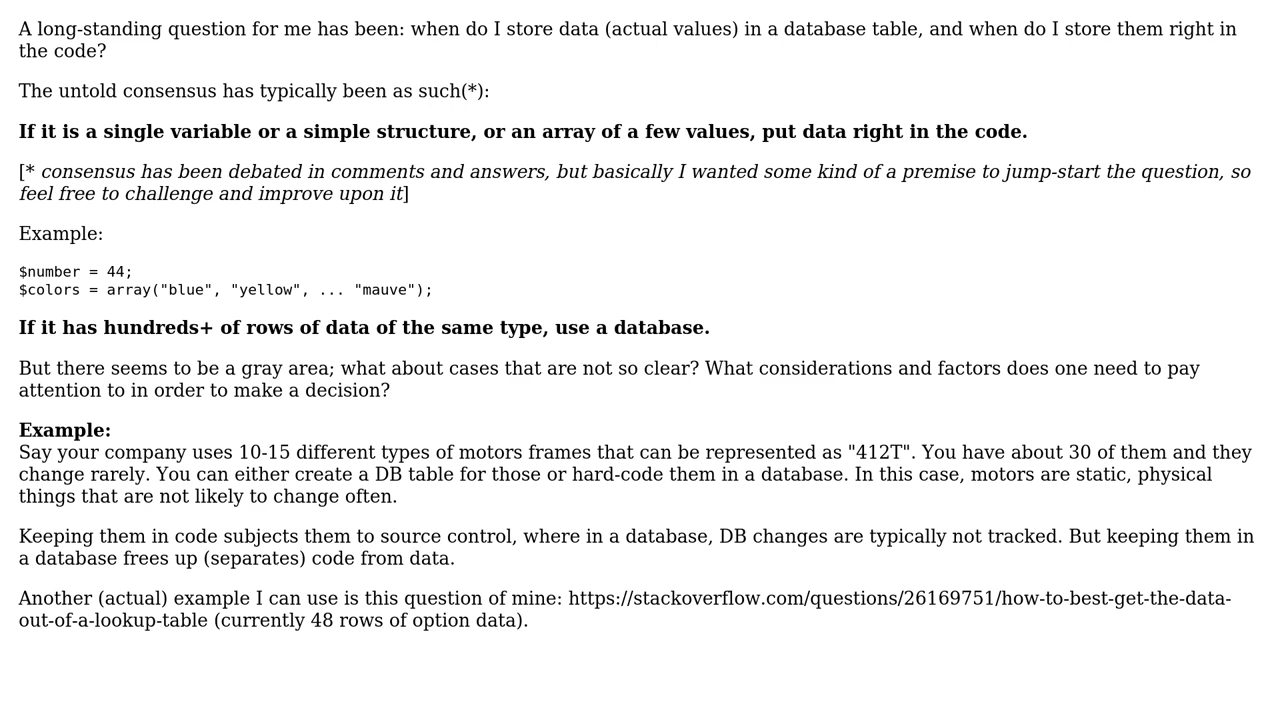 A long-standing question for me has been: when do I store data (actual values) in a database table, and when do I store them right in
the code?
The untold consensus has typically been as such(*):
If it is a single variable or a simple structure, or an array of a few values, put data right in the code.
[* consensus has been debated in comments and answers, but basically I wanted some kind of a premise to jump-start the question, so
feel free to challenge and improve upon it]
Example:
$number = 44;
$colors = array("blue", "yellow", ... "mauve");
If it has hundreds+ of rows of data of the same type, use a database.
But there seems to be a gray area; what about cases that are not so clear? What considerations and factors does one need to pay
attention to in order to make a decision?
Example:
Say your company uses 10-15 different types of motors frames that can be represented as "412T". You have about 30 of them and they
change rarely. You can either create a DB table for those or hard-code them in a database. In this case, motors are static, physical
things that are not likely to change often.
Keeping them in code subjects them to source control, where in a database, DB changes are typically not tracked. But keeping them in
a database frees up (separates) code from data.
Another (actual) example I can use is this question of mine: https://stackoverflow.com/questions/26169751/how-to-best-get-the-data-
out-of-a-lookup-table (currently 48 rows of option data).